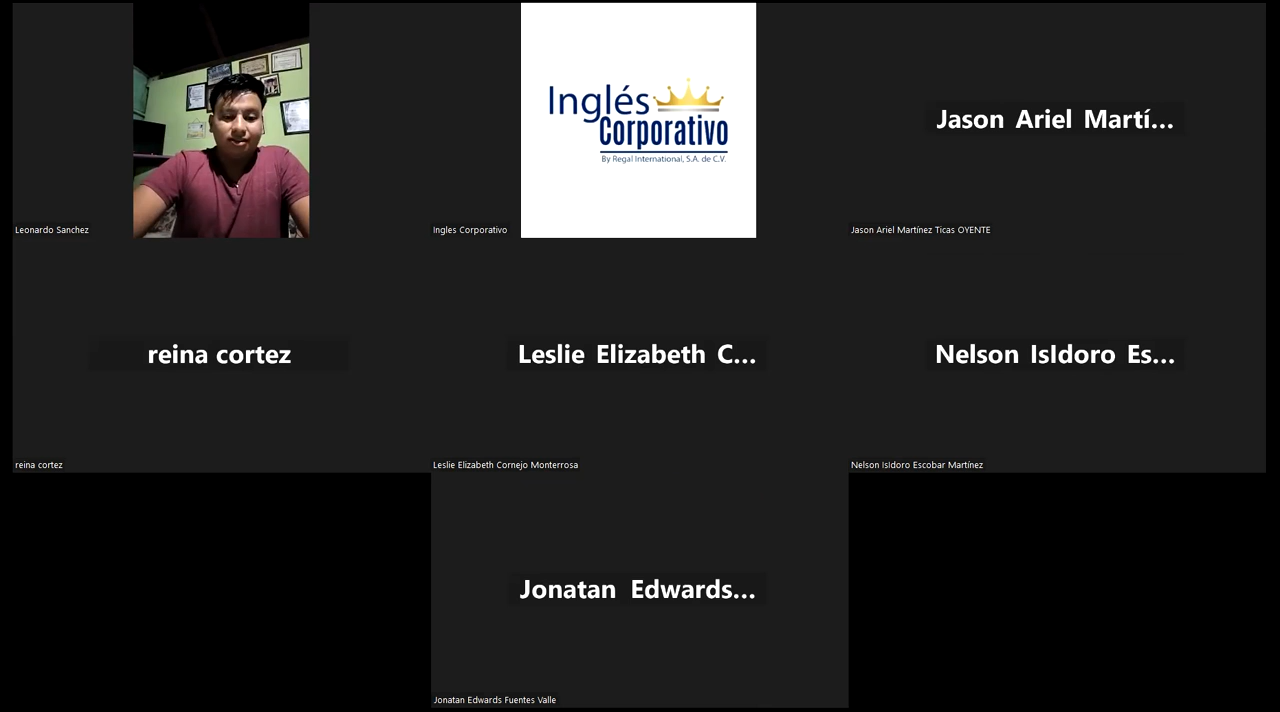 Inglés
Corporativo
By Regal International, S.A. de C.V.
Jason Ariel Martí...
Leonardo Sanchez
Ingles Corporativo
Jason Ariel Martínez Ticas OYENTE
reina cortez
Leslie Elizabeth C...
Nelson IsIdoro Es...
reina cortez
Leslie Elizabeth Cornejo Monterrosa
Nelson IsIdoro Escobar Martínez
Jonatan Edwards...
Jonatan Edwards Fuentes Valle